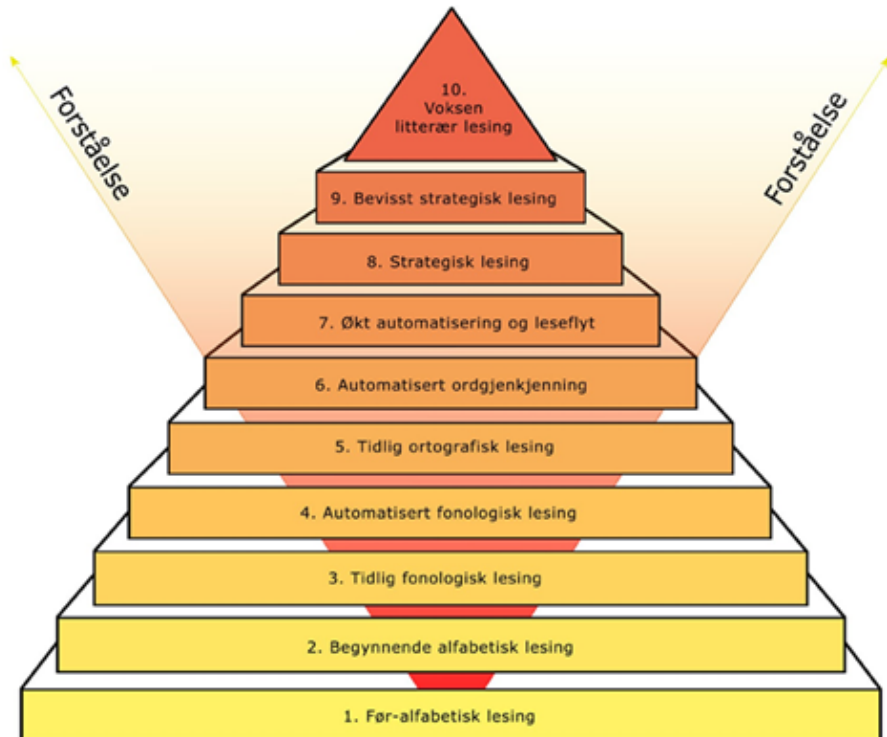 Forståelse
Forståelse
10.
Voksen
litterær lesing
9. Bevisst strategisk lesing
8. Strategisk lesing
7. Økt automatisering og leseflyt
6. Automatisert ordgjenkjenning
5. Tidlig ortografisk lesing
4. Automatisert fonologisk lesing
3. Tidlig fonologisk lesing
2. Begynnende alfabetisk lesing
1. Før-alfabetisk lesing